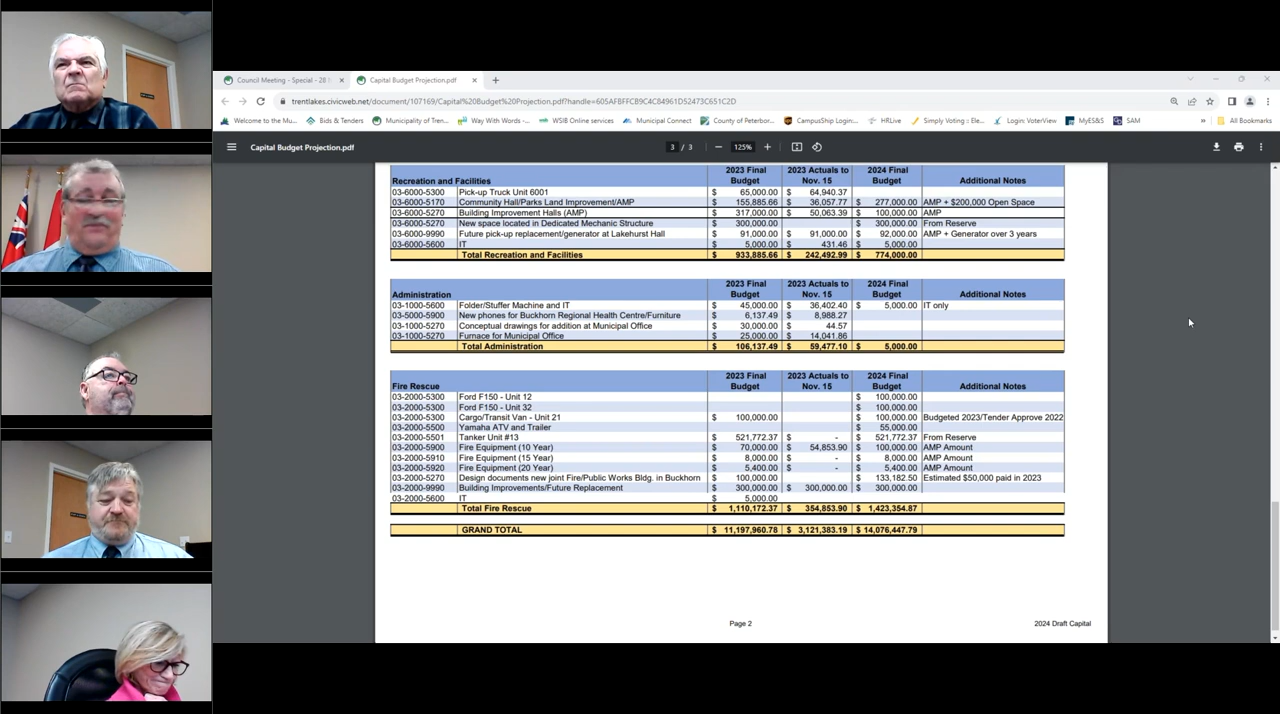 Council Meeting - Special - 28
Capital Budget Projection.pdf
trentlakes.civicweb.net/document/107169/Capital%20Budget%20Projection.pdf?handle=605AFBFFCB9C4C84961D52473C651C2D
Welcome to the Mu... Bids & Tenders Municipality of Tren... Way With Words -... WSIB Online services Municipal Connect County of Peterbor... CampusShip Login:... HRLive Simply Voting :: Ele... Login: VoterView MyES&S SAM » All Bookmarks
Capital Budget Projection.pdf 3 / 3 125%
Recreation and Facilities 2023 Final Budget 2023 Actuals to Nov. 15 2024 Final Budget Additional Notes
03-6000-5300 Pick-up Truck Unit 6001 $ 65,000.00 $ 64,940.37
03-6000-5170 Community Hall/Parks Land Improvement/AMP $ 155,885.66 $ 36,057.77 $ 277,000.00 AMP + $200,000 Open Space
03-6000-5270 Building Improvement Halls (AMP) $ 317,000.00 $ 50,063.39 $ 100,000.00 AMP
03-6000-5270 New space located in Dedicated Mechanic Structure $ 300,000.00 $ 300,000.00 From Reserve
03-6000-9990 Future pick-up replacement/generator at Lakehurst Hall $ 91,000.00 $ 91,000.00 $ 92,000.00 AMP + Generator over 3 years
03-6000-5600 IT $ 5,000.00 $ 431.46 $ 5,000.00
Total Recreation and Facilities $ 933,885.66 $ 242,492.99 $ 774,000.00
Administration 2023 Final Budget 2023 Actuals to Nov. 15 2024 Final Budget Additional Notes
03-1000-5600 Folder/Stuffer Machine and IT $ 45,000.00 $ 36,402.40 $ 5,000.00 IT only
03-5000-5900 New phones for Buckhorn Regional Health Centre/Furniture $ 6,137.49 $ 8,988.27
03-1000-5270 Conceptual drawings for addition at Municipal Office $ 30,000.00 $ 44.57
03-1000-5270 Furnace for Municipal Office $ 25,000.00 $ 14,041.86
Total Administration $ 106,137.49 $ 59,477.10 $ 5,000.00
Fire Rescue 2023 Final Budget 2023 Actuals to Nov. 15 2024 Final Budget Additional Notes
03-2000-5300 Ford F150 - Unit 12 $ 100,000.00
03-2000-5300 Ford F150 - Unit 32 $ 100,000.00
03-2000-5300 Cargo/Transit Van - Unit 21 $ 100,000.00 $ 100,000.00 Budgeted 2023/Tender Approve 2022
03-2000-5500 Yamaha ATV and Trailer $ 55,000.00
03-2000-5501 Tanker Unit #13 $ 521,772.37 $ - $ 521,772.37 From Reserve
03-2000-5900 Fire Equipment (10 Year) $ 70,000.00 $ 54,853.90 $ 100,000.00 AMP Amount
03-2000-5910 Fire Equipment (15 Year) $ 8,000.00 $ - $ 8,000.00 AMP Amount
03-2000-5920 Fire Equipment (20 Year) $ 5,400.00 $ - $ 5,400.00 AMP Amount
03-2000-5270 Design documents new joint Fire/Public Works Bldg. in Buckhorn $ 100,000.00 $ 133,182.50 Estimated $50,000 paid in 2023
03-2000-9990 Building Improvements/Future Replacement $ 300,000.00 $ 300,000.00 $ 300,000.00
03-2000-5600 IT $ 5,000.00
Total Fire Rescue $ 1,110,172.37 $ 354,853.90 $ 1,423,354.87
GRAND TOTAL $ 11,197,960.78 $ 3,121,383.19 $ 14,076,447.79
Page 2
2024 Draft Capital